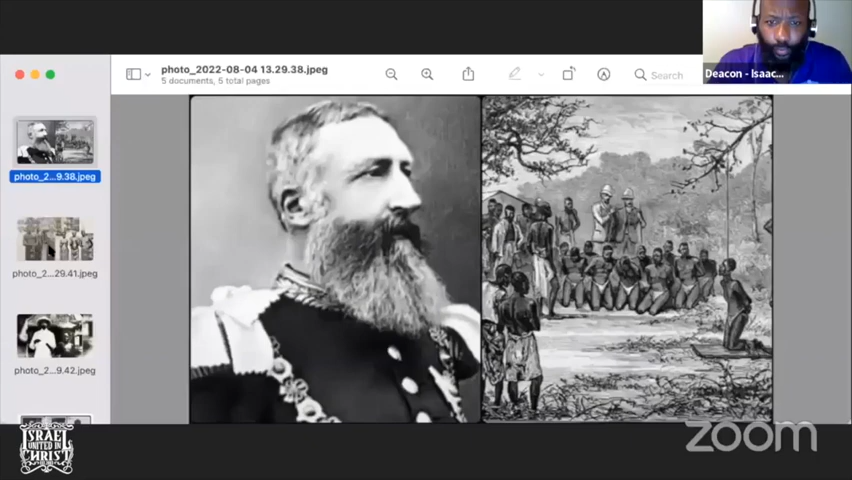 photo_2022-08-04 13.29.38.jpeg
5 documents, 5 total pages
Search
Deacon - Isaac...
photo_2...9.38.jpeg
photo_2...29.41.jpeg
photo_2...9.42.jpeg
ISRAEL
UNITED IN
CHRIST
zoom